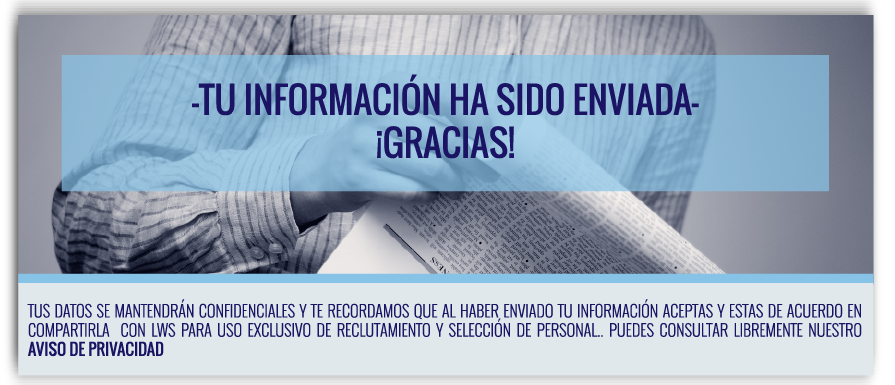 -TU INFORMACIÓN HA SIDO ENVIADA-
¡GRACIAS!
TUS DATOS SE MANTENDRÁN CONFIDENCIALES Y TE RECORDAMOS QUE AL HABER ENVIADO TU INFORMACIÓN ACEPTAS Y ESTAS DE ACUERDO EN
COMPARTIRLA CON LWS PARA USO EXCLUSIVO DE RECLUTAMIENTO Y SELECCIÓN DE PERSONAL.. PUEDES CONSULTAR LIBREMENTE NUESTRO
AVISO DE PRIVACIDAD